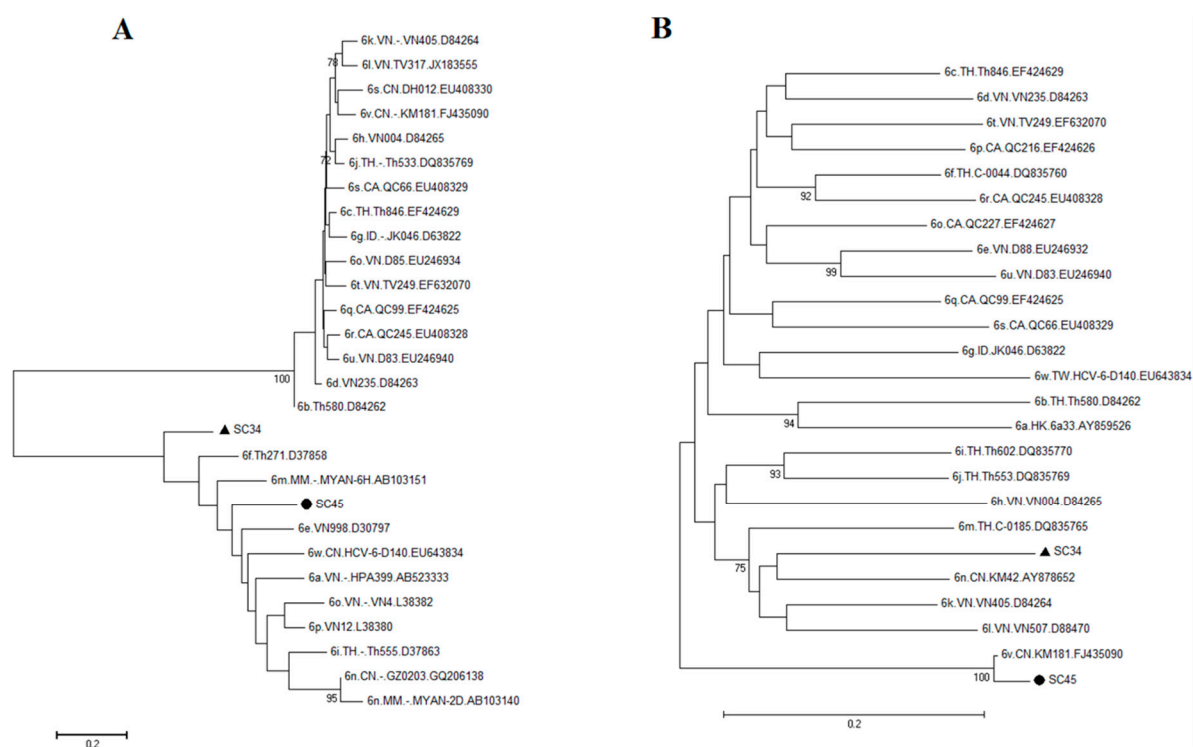 A
6k.VN.-.VN405.D84264
78
6l.VN.TV317.JX183555
6s.CN.DH012.EU408330
6v.CN.-.KM181.FJ435090
6h.VN004.D84265
72
6j.TH.-.Th533.DQ835769
6s.CA.QC66.EU408329
6c.TH.Th846.EF424629
6g.ID.-.JK046.D63822
6o.VN.D85.EU246934
6t.VN.TV249.EF632070
6q.CA.QC99.EF424625
6r.CA.QC245.EU408328
6u.VN.D83.EU246940
100
6d.VN235.D84263
6b.Th580.D84262
SC34
6f.Th271.D37858
6m.MM.-.MYAN-6H.AB103151
SC45
6e.VN998.D30797
6w.CN.HCV-6-D140.EU643834
6a.VN.-.HPA399.AB523333
6o.VN.-.VN4.L38382
6p.VN12.L38380
6i.TH.-.Th555.D37863
6n.CN.-.GZ0203.GQ206138
95
6n.MM.-.MYAN-2D.AB103140
0.2
B
6c.TH.Th846.EF424629
6d.VN.VN235.D84263
6t.VN.TV249.EF632070
6p.CA.QC216.EF424626
6f.TH.C-0044.DQ835760
92
6r.CA.QC245.EU408328
6o.CA.QC227.EF424627
6e.VN.D88.EU246932
99
6u.VN.D83.EU246940
6q.CA.QC99.EF424625
6s.CA.QC66.EU408329
6g.ID.JK046.D63822
6w.TW.HCV-6-D140.EU643834
6b.TH.Th580.D84262
94
6a.HK.6a33.AY859526
6i.TH.Th602.DQ835770
93
6j.TH.Th553.DQ835769
6h.VN.VN004.D84265
6m.TH.C-0185.DQ835765
75
SC34
6n.CN.KM42.AY878652
6k.VN.VN405.D84264
6l.VN.VN507.D88470
6v.CN.KM181.FJ435090
100
SC45
0.2